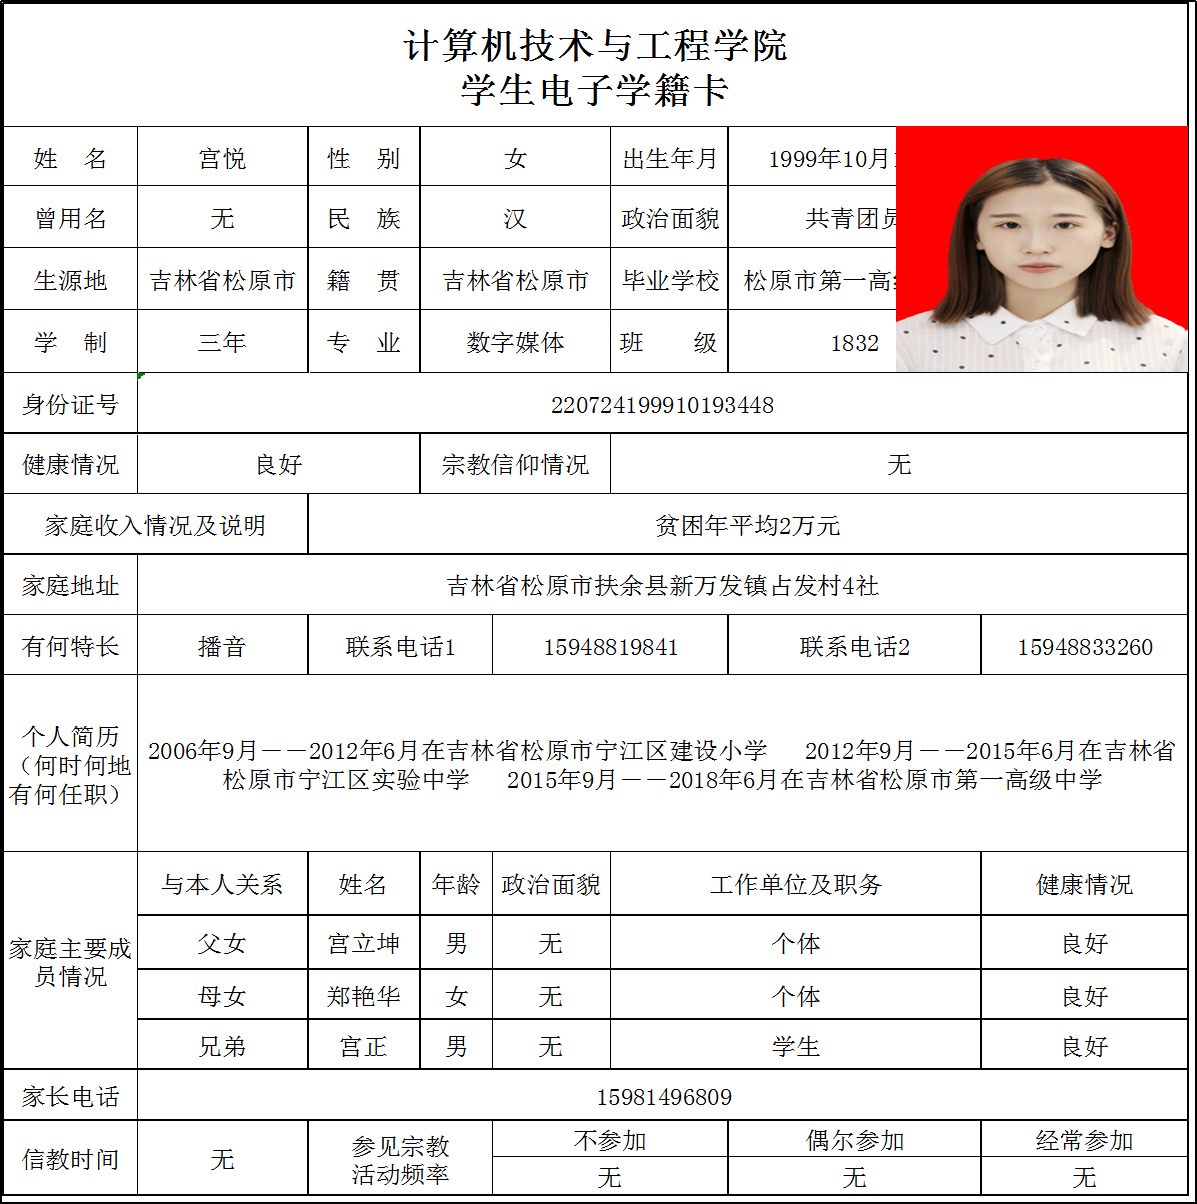 计算机技术与工程学院
学生电子学籍卡
姓 名 宫悦 性 别 女 出生年月 1999年10月
曾用名 无 民 族 汉 政治面貌 共青团员
生源地 吉林省松原市 籍 贯 吉林省松原市 毕业学校 松原市第一高
学 制 三年 专 业 数字媒体 班 级 1832
身份证号 220724199910193448
健康情况 良好 宗教信仰情况 无
家庭收入情况及说明 贫困年平均2万元
家庭地址 吉林省松原市扶余县新万发镇占发村4社
有何特长 播音 联系电话1 15948819841 联系电话2 15948833260
个人简历
（何时何地
有何任职）
2006年9月－－2012年6月在吉林省松原市宁江区建设小学 2012年9月－－2015年6月在吉林省
松原市宁江区实验中学 2015年9月－－2018年6月在吉林省松原市第一高级中学
家庭主要成
员情况
与本人关系 姓名 年龄 政治面貌 工作单位及职务 健康情况
父女 宫立坤 男 无 个体 良好
母女 郑艳华 女 无 个体 良好
兄弟 宫正 男 无 学生 良好
家长电话 15981496809
信教时间 无 参见宗教
活动频率
不参加 偶尔参加 经常参加
无 无 无